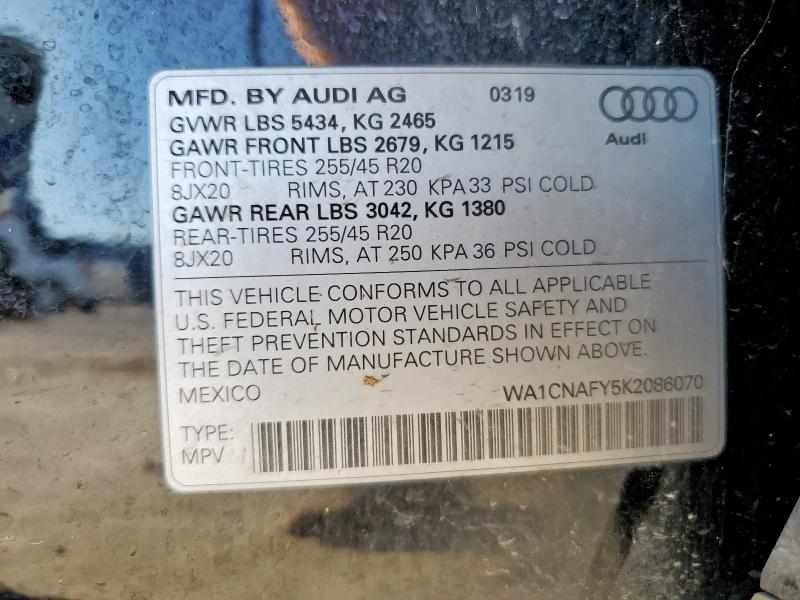 MFD. BY AUDI AG 0319
GVWR LBS 5434, KG 2465
Audi
GAWR FRONT LBS 2679, KG 1215
FRONT-TIRES 255/45 R20
8JX20 RIMS, AT 230 KPA 33 PSI COLD
GAWR REAR LBS 3042, KG 1380
REAR-TIRES 255/45 R20
8JX20 RIMS, AT 250 KPA 36 PSI COLD
THIS VEHICLE CONFORMS TO ALL APPLICABLE
U.S. FEDERAL MOTOR VEHICLE SAFETY AND
THEFT PREVENTION STANDARDS IN EFFECT ON
THE DATE OF MANUFACTURE SHOWN ABOVE.
MEXICO WA1CNAFY5K2086070
TYPE:
MPV